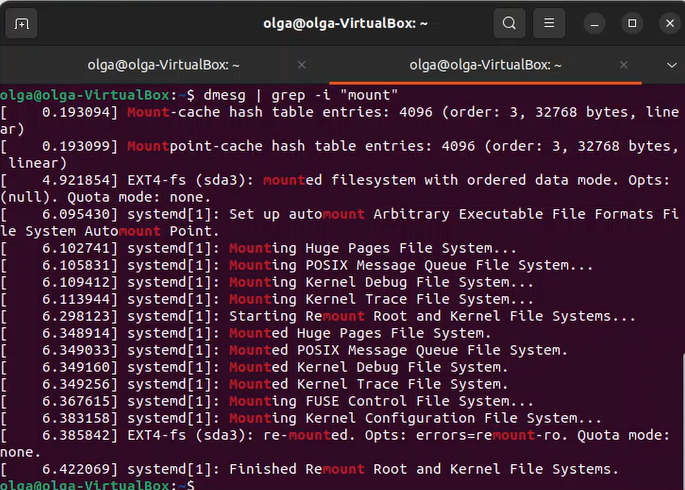 olga@olga-VirtualBox: ~
olga@olga-VirtualBox: ~
olga@olga-VirtualBox: ~
olga@olga-VirtualBox:~$ dmesg | grep -i "mount"
[    0.193094] Mount-cache hash table entries: 4096 (order: 3, 32768 bytes, line
ar)
[    0.193099] Mountpoint-cache hash table entries: 4096 (order: 3, 32768 bytes,
 linear)
[    4.921854] EXT4-fs (sda3): mounted filesystem with ordered data mode. Opts:
(null). Quota mode: none.
[    6.095430] systemd[1]: Set up automount Arbitrary Executable File Formats Fi
le System Automount Point.
[    6.102741] systemd[1]: Mounting Huge Pages File System...
[    6.105831] systemd[1]: Mounting POSIX Message Queue File System...
[    6.109412] systemd[1]: Mounting Kernel Debug File System...
[    6.113944] systemd[1]: Mounting Kernel Trace File System...
[    6.298123] systemd[1]: Starting Remount Root and Kernel File Systems...
[    6.348914] systemd[1]: Mounted Huge Pages File System.
[    6.349033] systemd[1]: Mounted POSIX Message Queue File System.
[    6.349160] systemd[1]: Mounted Kernel Debug File System.
[    6.349256] systemd[1]: Mounted Kernel Trace File System.
[    6.367615] systemd[1]: Mounting FUSE Control File System...
[    6.383158] systemd[1]: Mounting Kernel Configuration File System...
[    6.385842] EXT4-fs (sda3): re-mounted. Opts: errors=remount-ro. Quota mode:
none.
[    6.422069] systemd[1]: Finished Remount Root and Kernel File Systems.
olga@olga-VirtualBox:~$